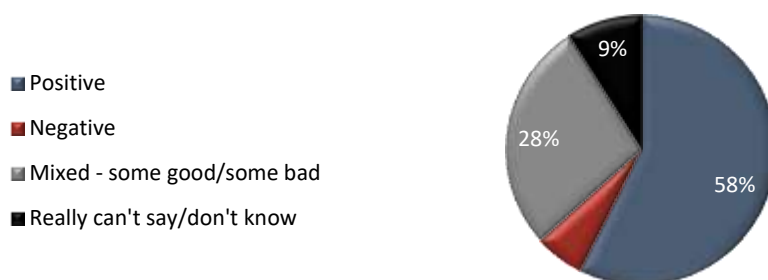 9%
Positive
Negative
28%
Mixed - some good/some bad
58%
Really can't say/don't know